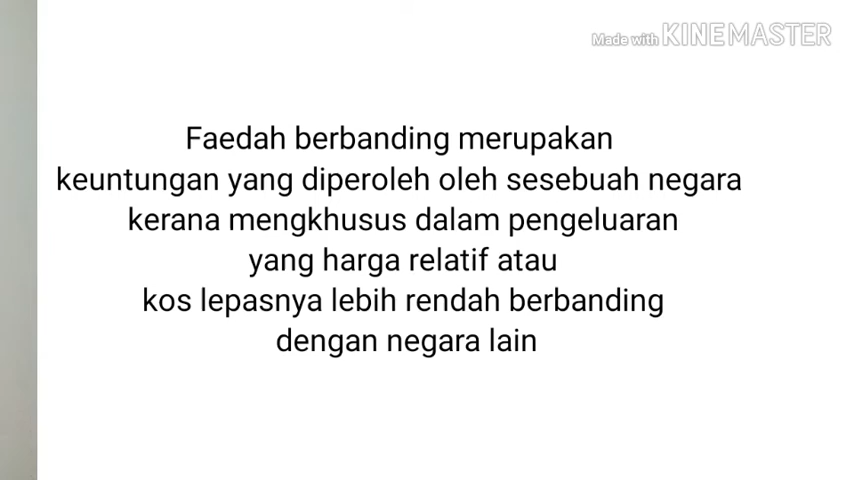 Made with KINEMASTER
Faedah berbanding merupakan
keuntungan yang diperoleh oleh sesebuah negara
kerana mengkhusus dalam pengeluaran
yang harga relatif atau
kos lepasnya lebih rendah berbanding
dengan negara lain